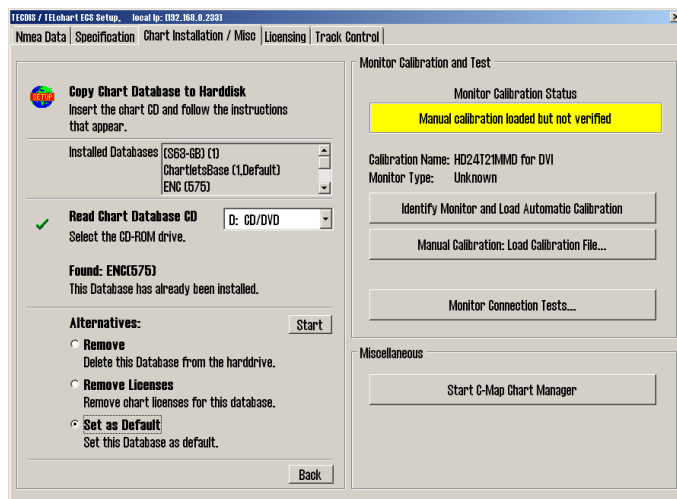 TECDIS / TELchart ECS Setup, local Ip: [192.168.0.233]
Nmea Data Specification Chart Installation / Misc Licensing Track Control
SETUP
Copy Chart Database to Harddisk
Insert the chart CD and follow the instructions
that appear.
Installed Databases
(S63-GB) (1)
ChartletsBase (1,Default)
ENC (575)
Read Chart Database CD
D: CD/DVD
Select the CD-ROM drive.
Found: ENC(575)
This Database has already been installed.
Alternatives:
Start
Remove
Delete this Database from the harddrive.
Remove Licenses
Remove chart licenses for this database.
Set as Default
Set this Database as default.
Back
Monitor Calibration and Test
Monitor Calibration Status
Manual calibration loaded but not verified
Calibration Name: HD24T21MMD for DVI
Monitor Type: Unknown
Identify Monitor and Load Automatic Calibration
Manual Calibration: Load Calibration File...
Monitor Connection Tests...
Miscellaneous
Start C-Map Chart Manager